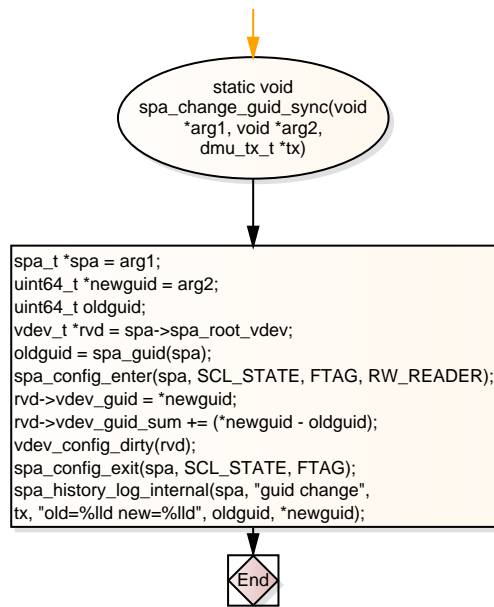 static void
spa_change_guid_sync(void
*arg1, void *arg2,
dmu_tx_t *tx)
spa_t *spa = arg1;
uint64_t *newguid = arg2;
uint64_t oldguid;
vdev_t *rvd = spa->spa_root_vdev;
oldguid = spa_guid(spa);
spa_config_enter(spa, SCL_STATE, FTAG, RW_READER);
rvd->vdev_guid = *newguid;
rvd->vdev_guid_sum += (*newguid - oldguid);
vdev_config_dirty(rvd);
spa_config_exit(spa, SCL_STATE, FTAG);
spa_history_log_internal(spa, "guid change",
tx, "old=%lld new=%lld", oldguid, *newguid);
End